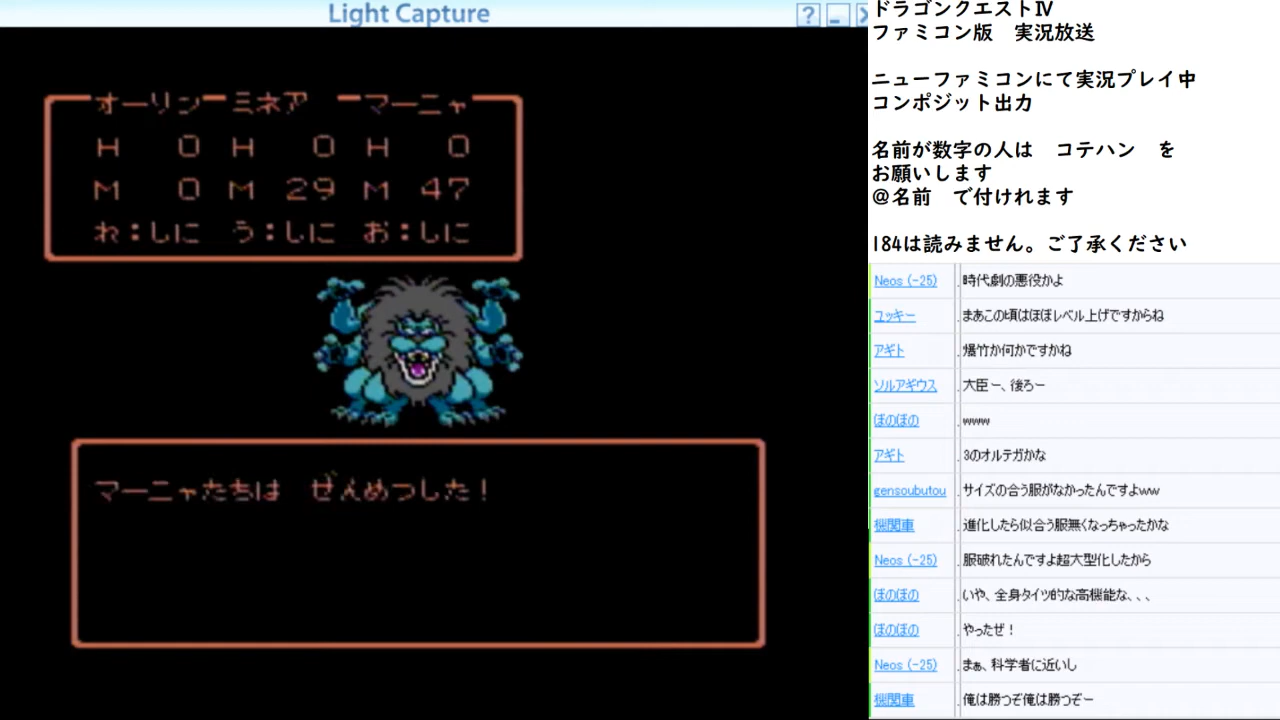 Light Capture
オーリン ミネア マーニャ
H 0 H 0 H 0
M 0 M 29 M 47
れ:しに う:しに お:しに
マーニャたちは ぜんめつした!
ドラゴンクエストⅣ
ファミコン版 実況放送
ニューファミコンにて実況プレイ中
コンポジット出力
名前が数字の人は コテハン を
お願いします
@名前 で付けれます
184は読みません。ご了承ください
Neos (-25) 時代劇の悪役かよ
ユッキー まあこの頃はほぼレベル上げですからね
アギト 爆竹か何かですかね
ソルアギウス 大臣ー、後ろー
ぼのぼの www
アギト 3のオルテガかな
gensoubutou サイズの合う服がなかったんですよww
機関車 進化したら似合う服無くなっちゃったかな
Neos (-25) 服破れたんですよ超大型化したから
ぼのぼの いや、全身タイツ的な高機能な、、、
ぼのぼの やったぜ!
Neos (-25) まぁ、科学者に近いし
機関車 俺は勝つぞ俺は勝つぞー